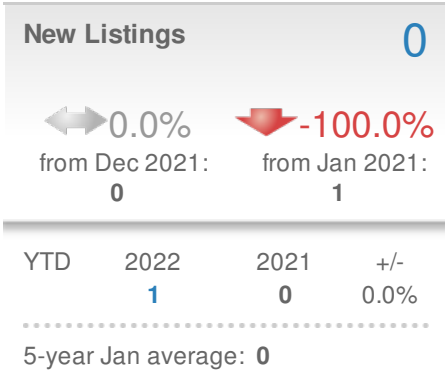 New Listings 0
0.0% -100.0%
from Dec 2021: from Jan 2021:
0 1
YTD 2022 2021 +/-
1 0 0.0%
5-year Jan average: 0